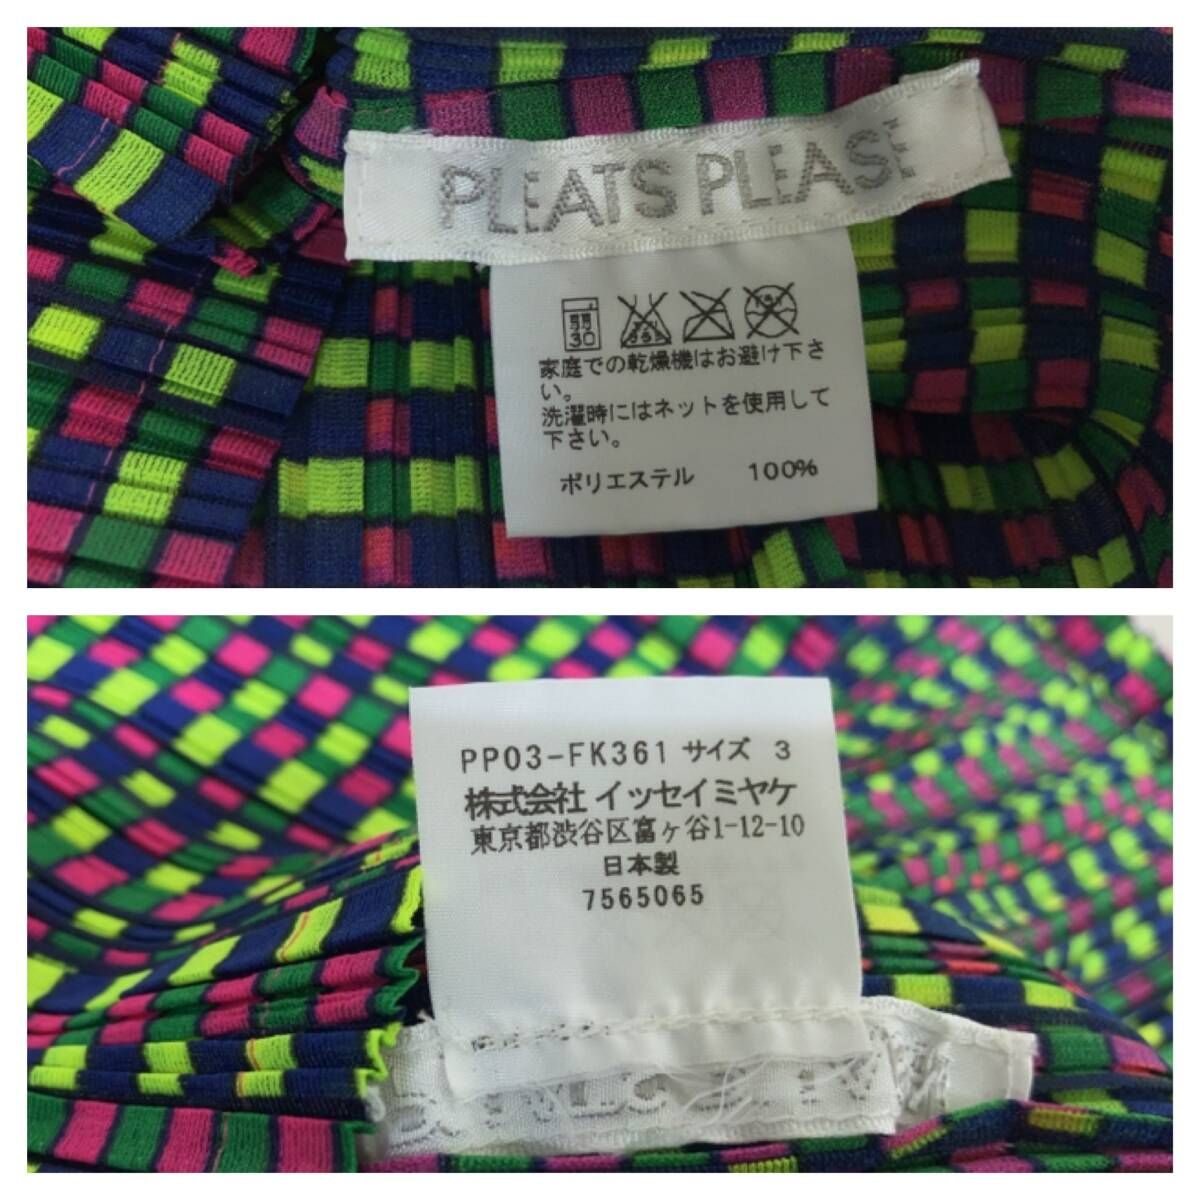 PLEATS PLEASE
弱
30
家庭での乾燥機はお避け下さ
い。
洗濯時にはネットを使用して
下さい。
ポリエステル 100%
PP03-FK361 サイズ 3
株式会社 イッセイミヤケ
東京都渋谷区富ヶ谷1-12-10
日本製
7565065